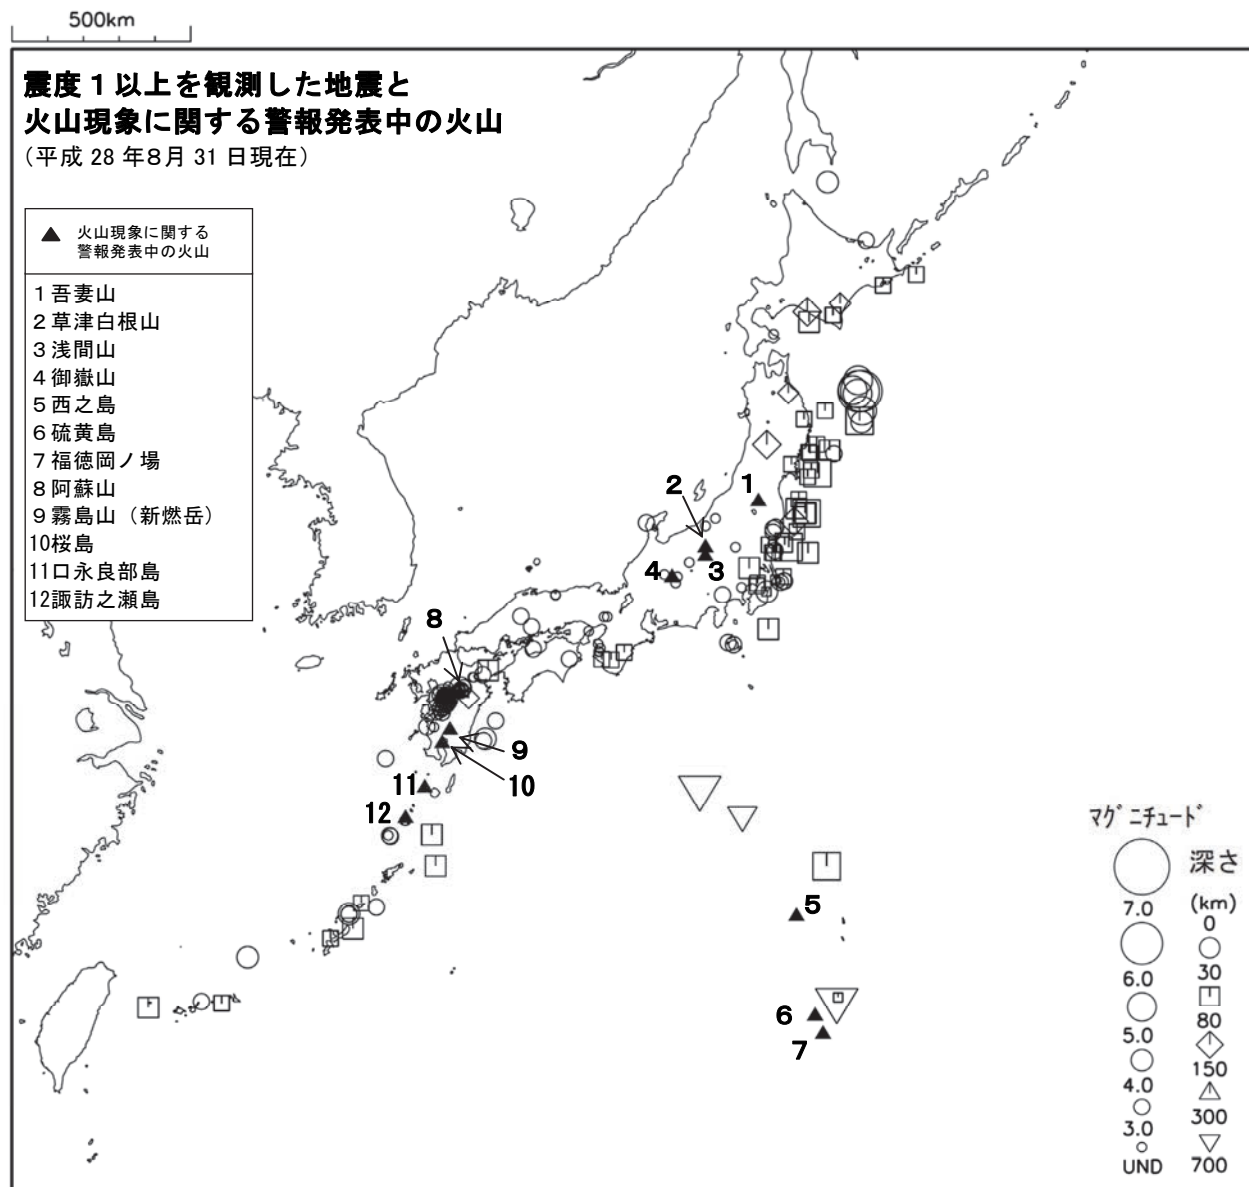 500km
震度１以上を観測した地震と
火山現象に関する警報発表中の火山
（平成 28 年８月 31 日現在）
▲ 火山現象に関する
警報発表中の火山
１吾妻山
２草津白根山
３浅間山
４御嶽山
５西之島
６硫黄島
７福徳岡ノ場
８阿蘇山
９霧島山（新燃岳）
10桜島
11口永良部島
12諏訪之瀬島
1
2
3
4
8
9
10
11
12
5
6
7
マグニチュード
深さ
(km)
7.0
0
6.0
30
5.0
80
4.0
150
3.0
300
UND
700